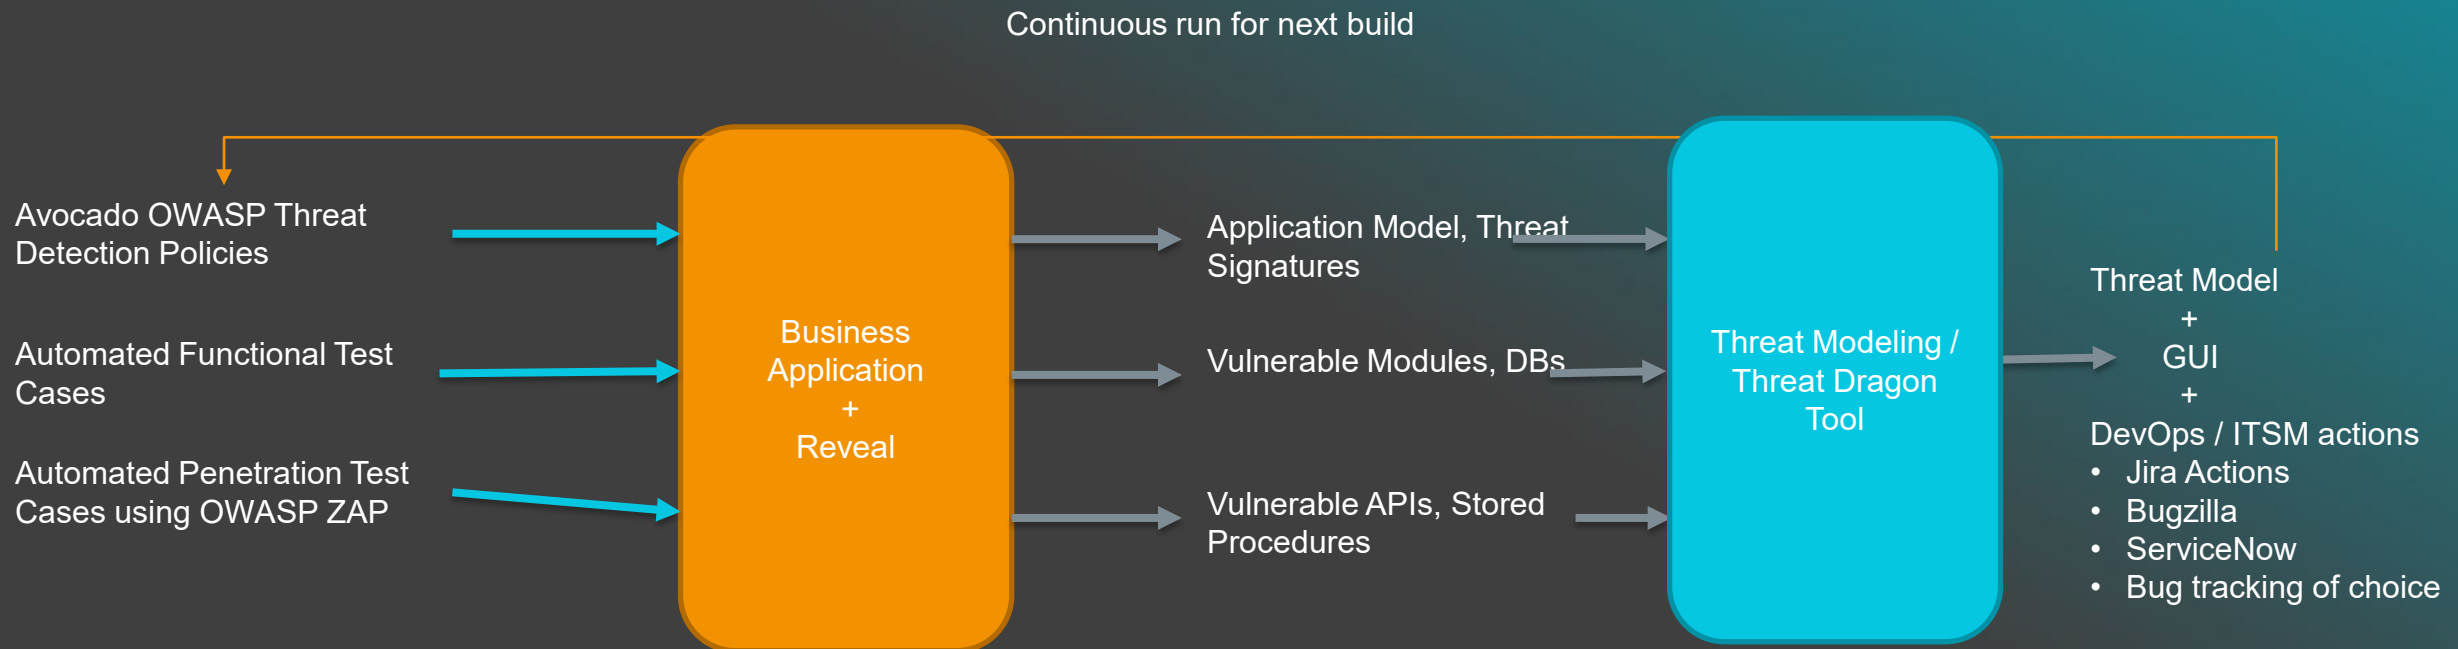 Continuous run for next build
Avocado OWASP Threat
Detection Policies
Automated Functional Test
Cases
Automated Penetration Test
Cases using OWASP ZAP
Business
Application
+
Reveal
Application Model, Threat
Signatures
Vulnerable Modules, DBs
Vulnerable APIs, Stored
Procedures
Threat Modeling /
Threat Dragon
Tool
Threat Model
+
GUI
+
DevOps / ITSM actions
• Jira Actions
• Bugzilla
• ServiceNow
• Bug tracking of choice